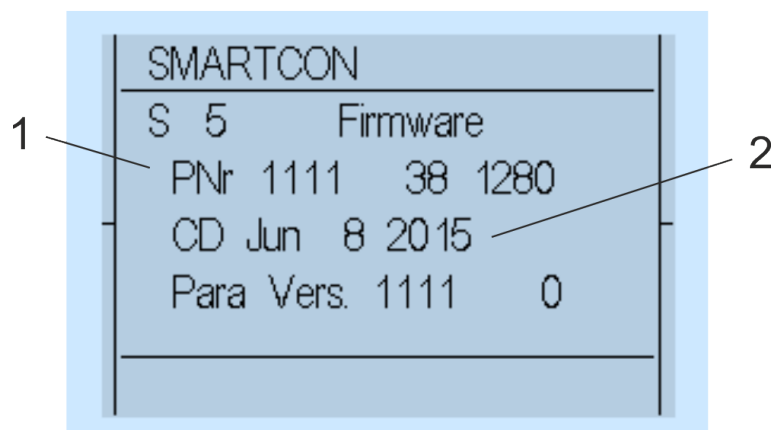 SMARTCON
S 5 Firmware
1
PNr 1111 38 1280
2
CD Jun 8 2015
Para Vers. 1111 0